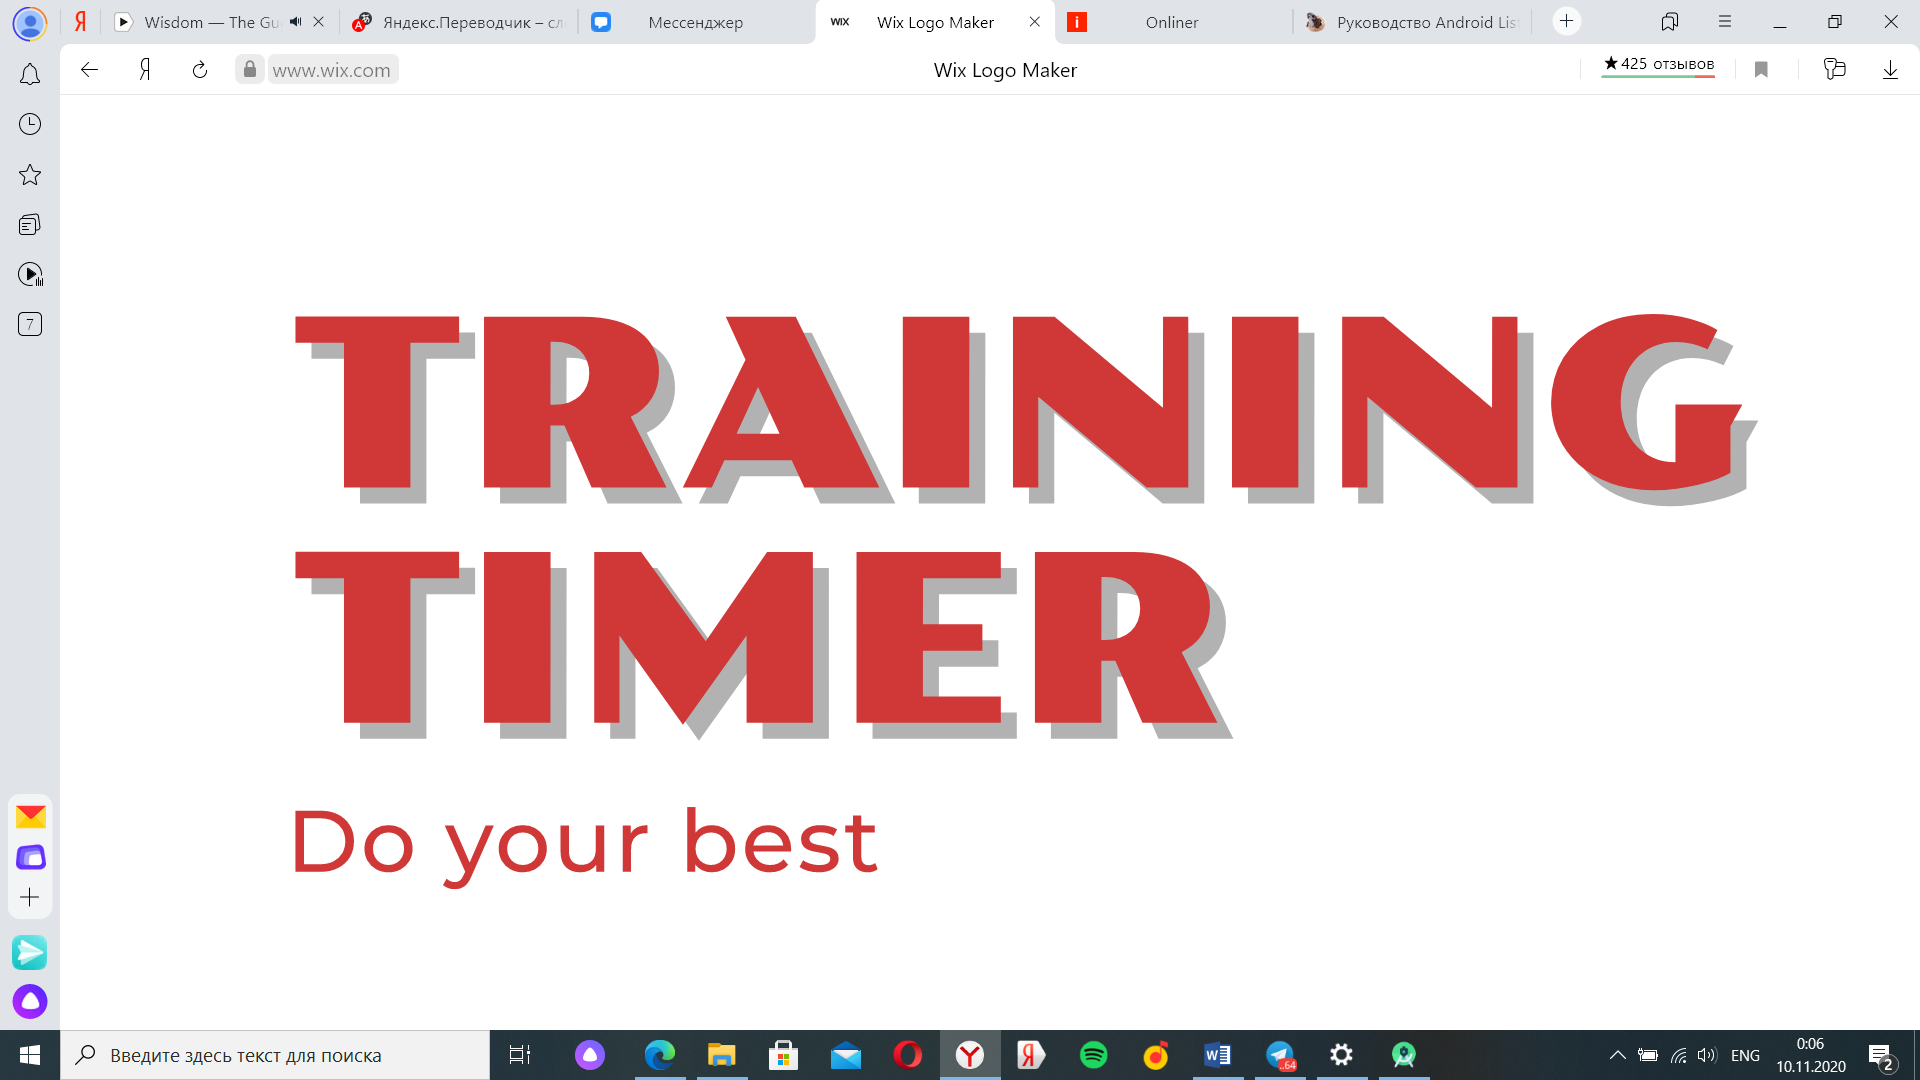 Wisdom — The Gu
Яндекс.Переводчик – сл
Мессенджер
WIX
Wix Logo Maker
Onliner
Руководство Android Lis
www.wix.com
Wix Logo Maker
★425 отзывов
7
TRAINING
TIMER
Do your best
Введите здесь текст для поиска
..64
ENG
0:06
10.11.2020
2